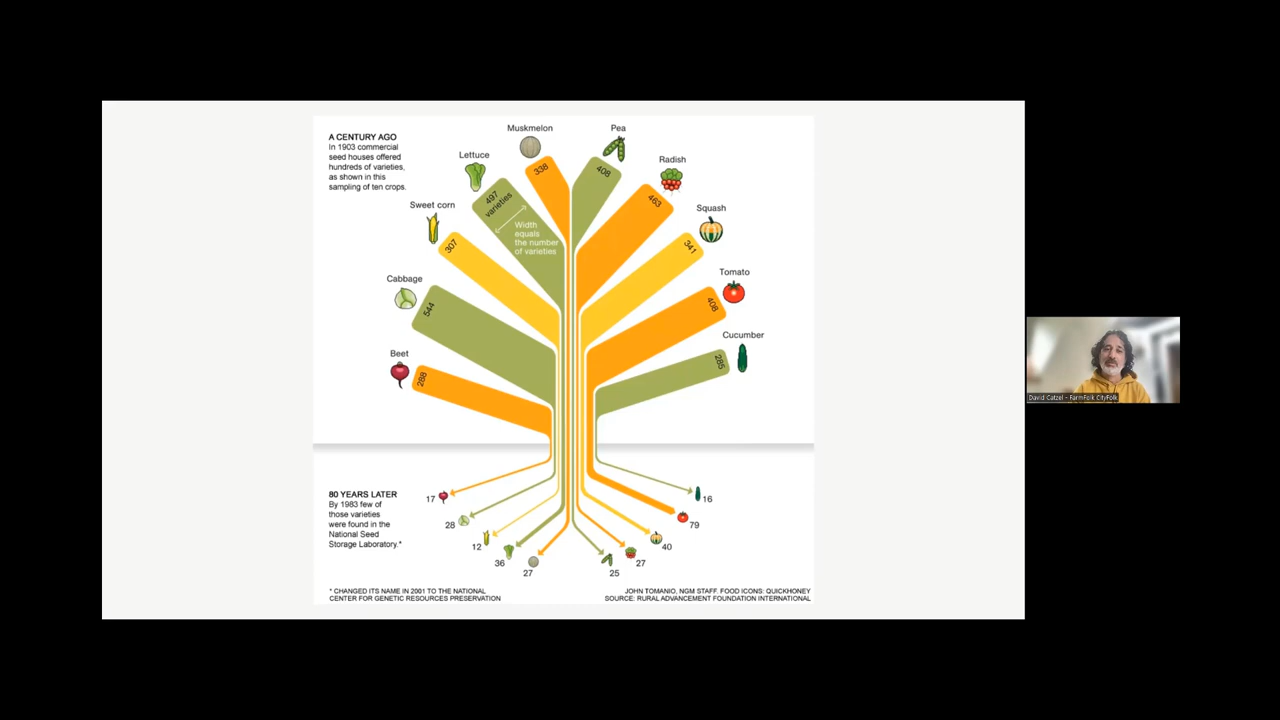 A CENTURY AGO
In 1903 commercial
seed houses offered
hundreds of varieties,
as shown in this
sampling of ten crops.
Muskmelon
338
Pea
408
Lettuce
497
varieties
Width
equals
the number
of varieties
Radish
463
Sweet corn
307
Squash
341
Cabbage
544
Tomato
408
Beet
288
Cucumber
285
80 YEARS LATER
By 1983 few of
those varieties
were found in the
National Seed
Storage Laboratory.*
17
28
12
36
27
25
27
40
79
16
* CHANGED ITS NAME IN 2001 TO THE NATIONAL
CENTER FOR GENETIC RESOURCES PRESERVATION
JOHN TOMANIO, NGM STAFF. FOOD ICONS: QUICKHONEY
SOURCE: RURAL ADVANCEMENT FOUNDATION INTERNATIONAL
David Catzel - FarmFolk CityFolk